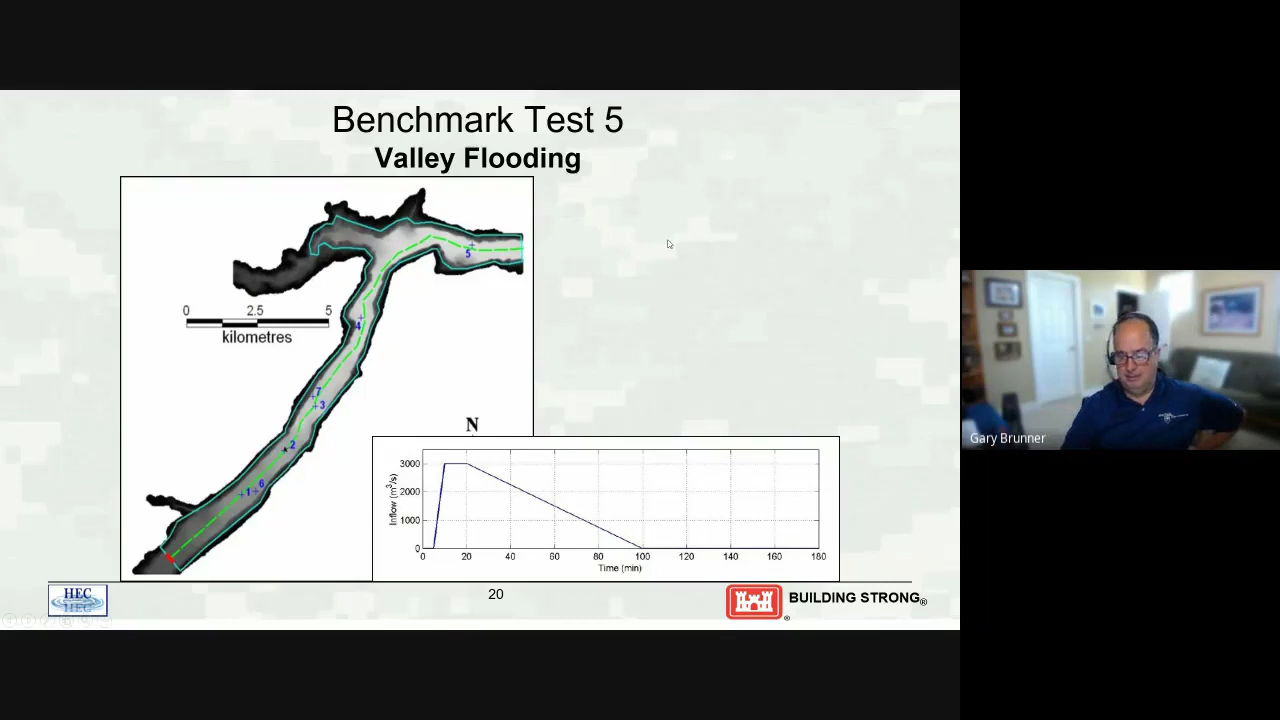 Benchmark Test 5
Valley Flooding
5
0 2.5 5
kilometres
4
7
3
2
6
1
N
Inflow (m³/s)
3000
2000
1000
0
0 20 40 60 80 100 120 140 160 180
Time (min)
HEC
20
BUILDING STRONG®
®
Gary Brunner